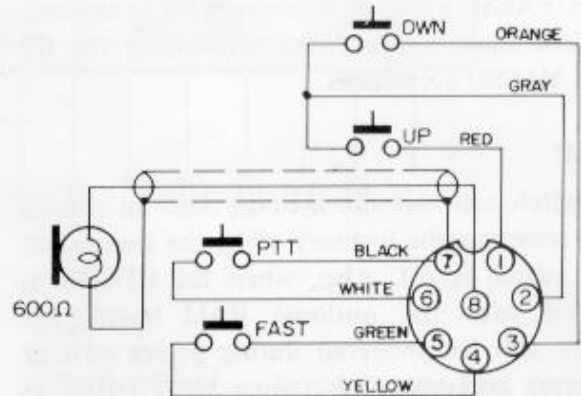 DWN
ORANGE
GRAY
UP
RED
PTT
BLACK
7
1
WHITE
6
8
2
600Ω
FAST
GREEN
5
3
4
YELLOW